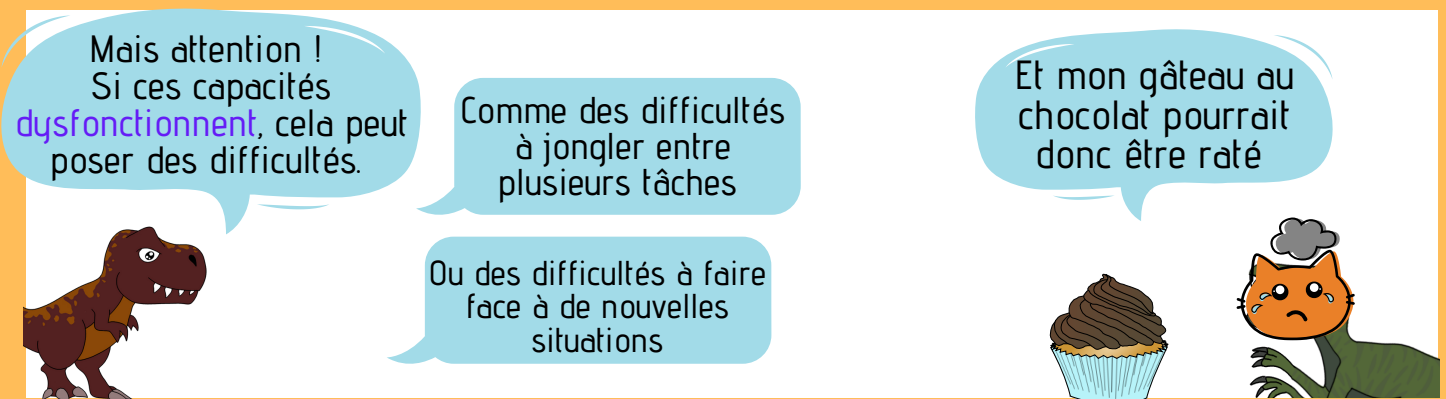 Mais attention !
Si ces capacités
dysfonctionnent, cela peut
poser des difficultés.
Comme des difficultés
à jongler entre
plusieurs tâches
Ou des difficultés à faire
face à de nouvelles
situations
Et mon gâteau au
chocolat pourrait
donc être raté